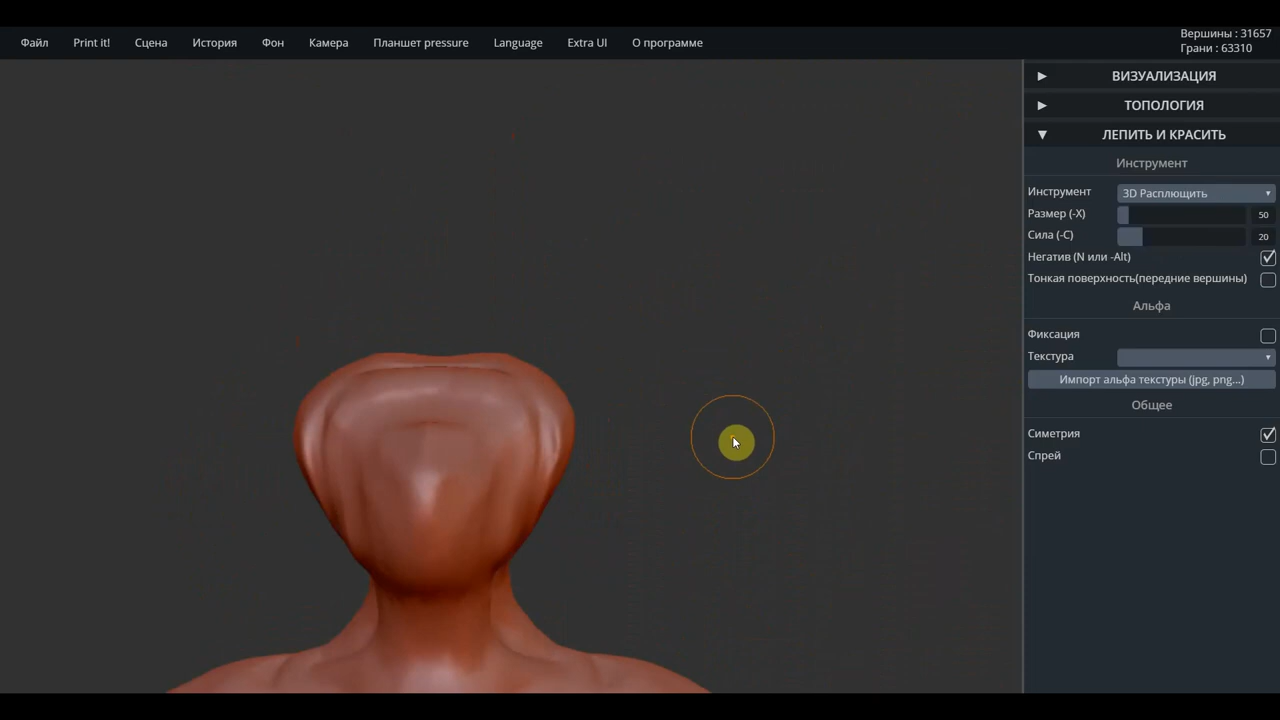 Файл Print it! Сцена История Фон Камера Планшет pressure Language Extra UI О программе
Вершины : 31657
Грани : 63310
ВИЗУАЛИЗАЦИЯ
ТОПОЛОГИЯ
ЛЕПИТЬ И КРАСИТЬ
Инструмент
Инструмент 3D Расплющить
Размер (-X) 50
Сила (-C) 20
Негатив (N или -Alt)
Тонкая поверхность(передние вершины)
Альфа
Фиксация
Текстура
Импорт альфа текстуры (jpg, png...)
Общее
Симетрия
Спрей